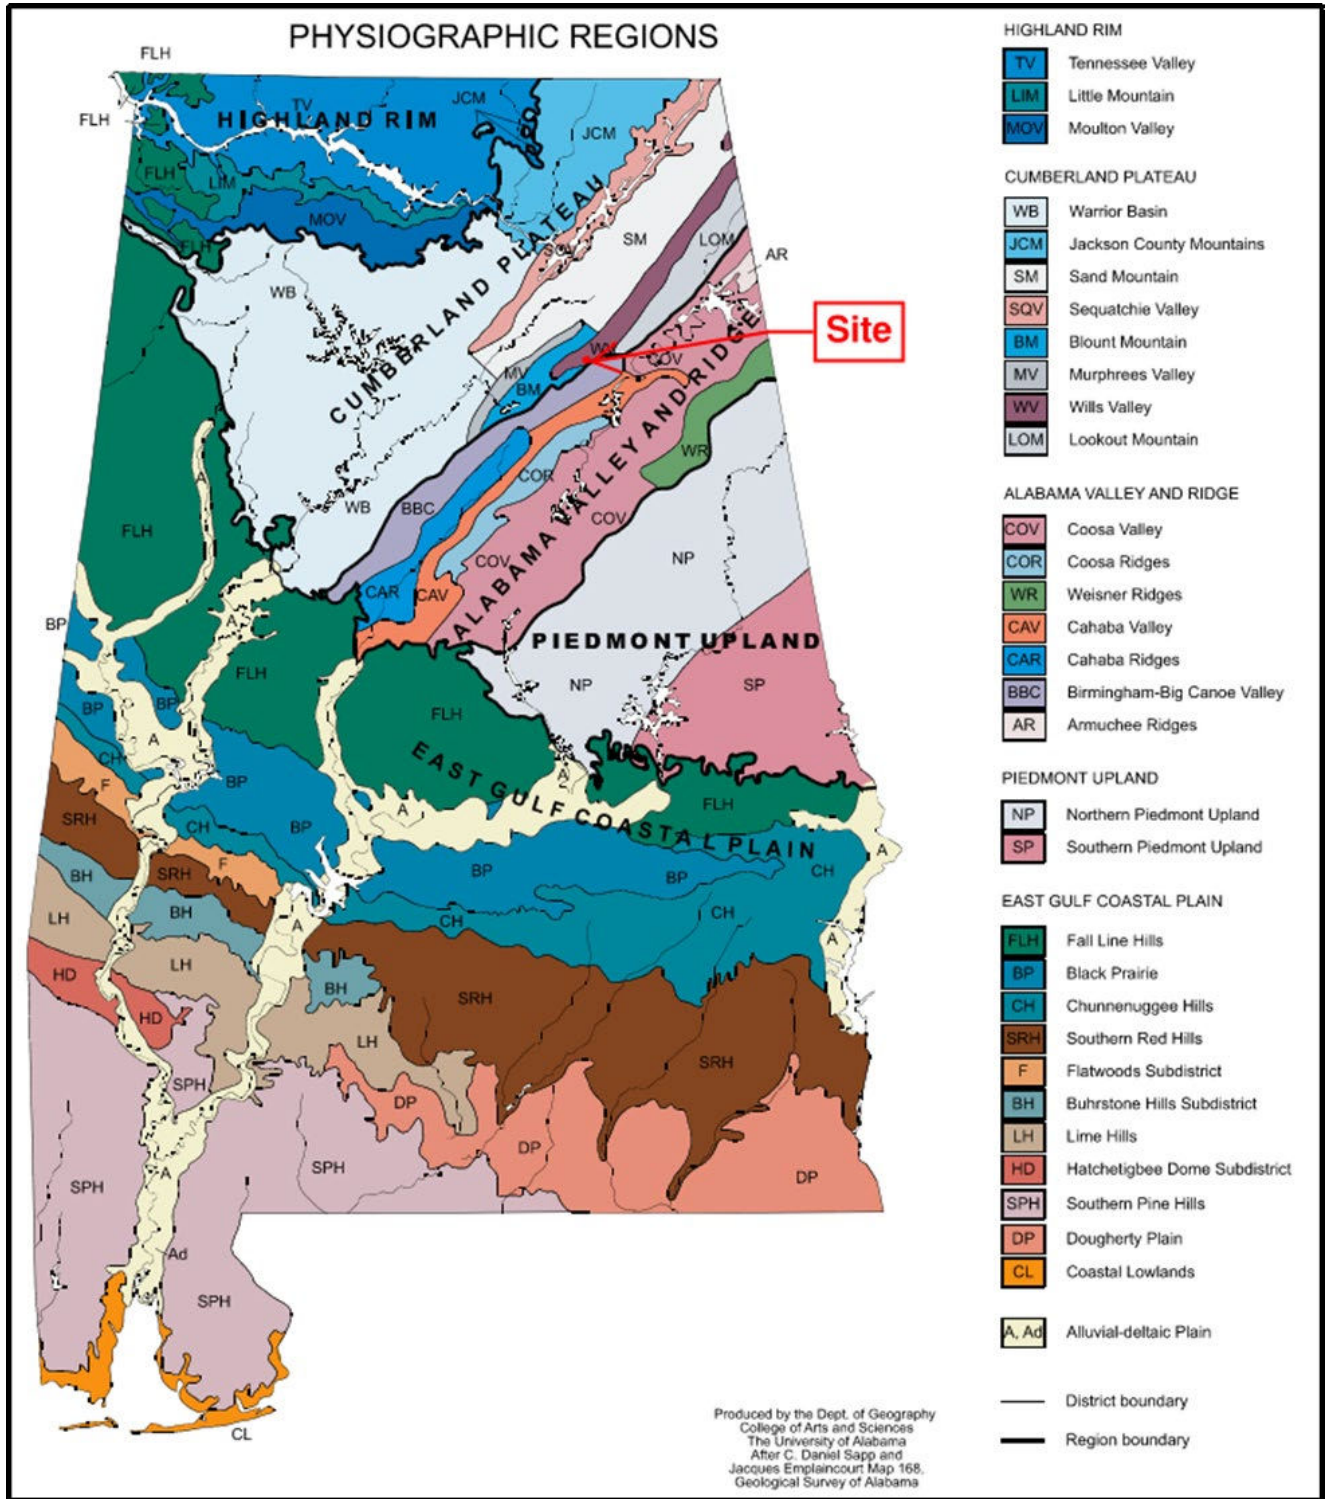 PHYSIOGRAPHIC REGIONS
FLH
FLH
TV
JCM
HIGHLAND RIM
JCM
FLH
LIM
MOV
FLH
SM
LOM
AR
WB
CUMBERLAND PLATEAU
Site
WV
COV
MV
BM
WR
A
COR
WB
BBC
FLH
COV
NP
COV
CAR
CAV
ALABAMA VALLEY AND RIDGE
BP
A
PIEDMONT UPLAND
FLH
NP
SP
BP
BP
FLH
A
CH
EAST GULF COASTAL PLAIN
BP
A
F
A
FLH
SRH
CH
BP
A
F
BH
SRH
BP
BP
CH
BH
CH
CH
LH
A
A
LH
HD
BH
SRH
HD
LH
SRH
SPH
DP
DP
SPH
SPH
A
DP
Ad
SPH
CL
Produced by the Dept. of Geography
College of Arts and Sciences
The University of Alabama
After C. Daniel Sapp and
Jacques Emplaincourt Map 168,
Geological Survey of Alabama
HIGHLAND RIM
TV Tennessee Valley
LIM Little Mountain
MOV Moulton Valley
CUMBERLAND PLATEAU
WB Warrior Basin
JCM Jackson County Mountains
SM Sand Mountain
SQV Sequatchie Valley
BM Blount Mountain
MV Murphrees Valley
WV Wills Valley
LOM Lookout Mountain
ALABAMA VALLEY AND RIDGE
COV Coosa Valley
COR Coosa Ridges
WR Weisner Ridges
CAV Cahaba Valley
CAR Cahaba Ridges
BBC Birmingham-Big Canoe Valley
AR Armuchee Ridges
PIEDMONT UPLAND
NP Northern Piedmont Upland
SP Southern Piedmont Upland
EAST GULF COASTAL PLAIN
FLH Fall Line Hills
BP Black Prairie
CH Chunnenuggee Hills
SRH Southern Red Hills
F Flatwoods Subdistrict
BH Buhrstone Hills Subdistrict
LH Lime Hills
HD Hatchetigbee Dome Subdistrict
SPH Southern Pine Hills
DP Dougherty Plain
CL Coastal Lowlands
A, Ad Alluvial-deltaic Plain
District boundary
Region boundary